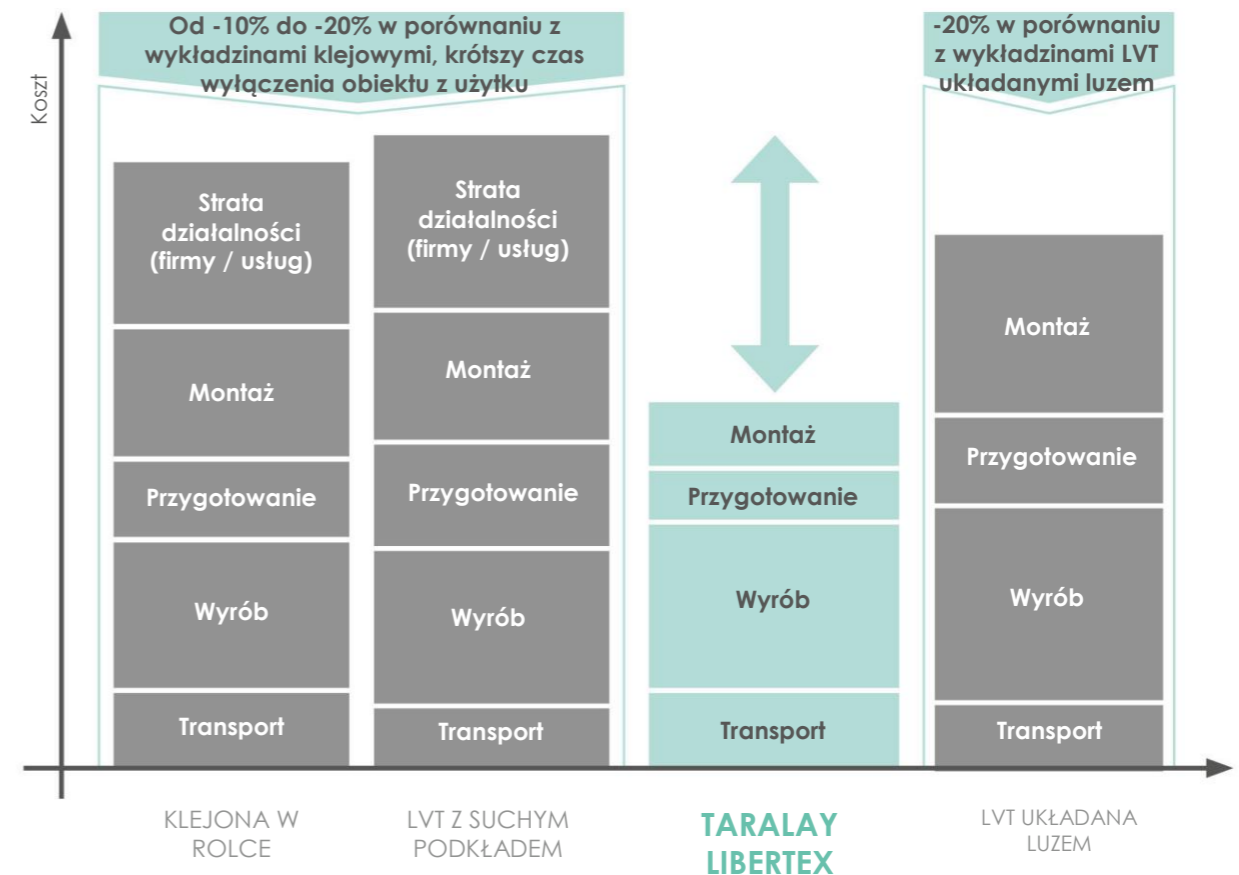 Od -10% do -20% w porównaniu z
wykładzinami klejowymi, krótszy czas
wyłączenia obiektu z użytku
-20% w porównaniu
z wykładzinami LVT
układanymi luzem
Koszt
Strata
działalności
(firmy / usług)
Montaż
Przygotowanie
Wyrób
Transport
Strata
działalności
(firmy / usług)
Montaż
Przygotowanie
Wyrób
Transport
Montaż
Przygotowanie
Wyrób
Transport
Montaż
Przygotowanie
Wyrób
Transport
KLEJONA W
ROLCE
LVT Z SUCHYM
PODKŁADEM
TARALAY
LIBERTEX
LVT UKŁADANA
LUZEM